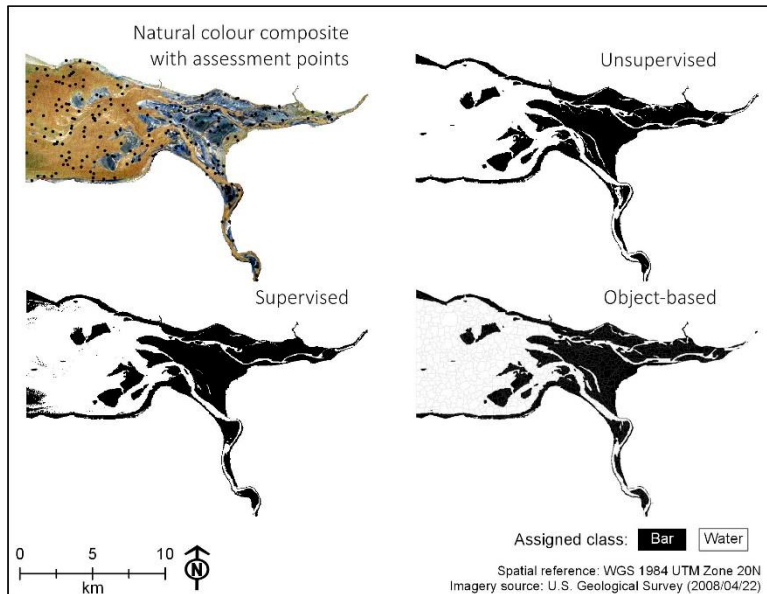 Natural colour composite
with assessment points
Unsupervised
Supervised
Object-based
Assigned class: Bar Water
0 5 10
km
N
Spatial reference: WGS 1984 UTM Zone 20N
Imagery source: U.S. Geological Survey (2008/04/22)